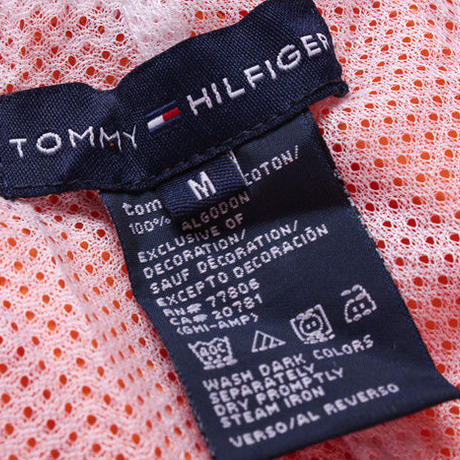 TOMMY HILFIGER
M
tom COTON/
100% ALGODON
EXCLUSIVE OF
DECORATION/
SAUF DÉCORATION/
EXCEPTO DECORACIÓN
RN# 77806
CA# 20781
(GHI-AMP)
40C
WASH DARK COLORS
SEPARATELY
DRY PROMPTLY
STEAM IRON
VERSO/AL REVERSO